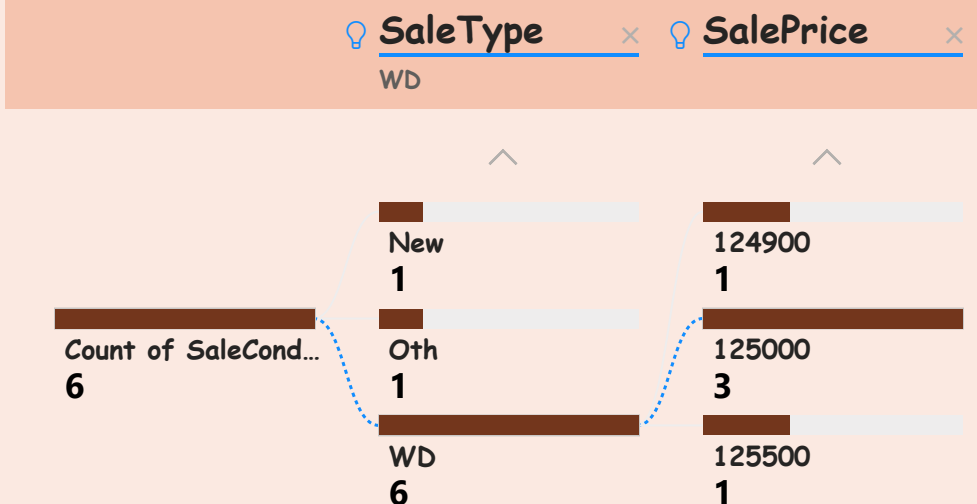 SaleType
SalePrice
WD
New
1
124900
1
Count of SaleCond...
6
Oth
1
125000
3
WD
6
125500
1